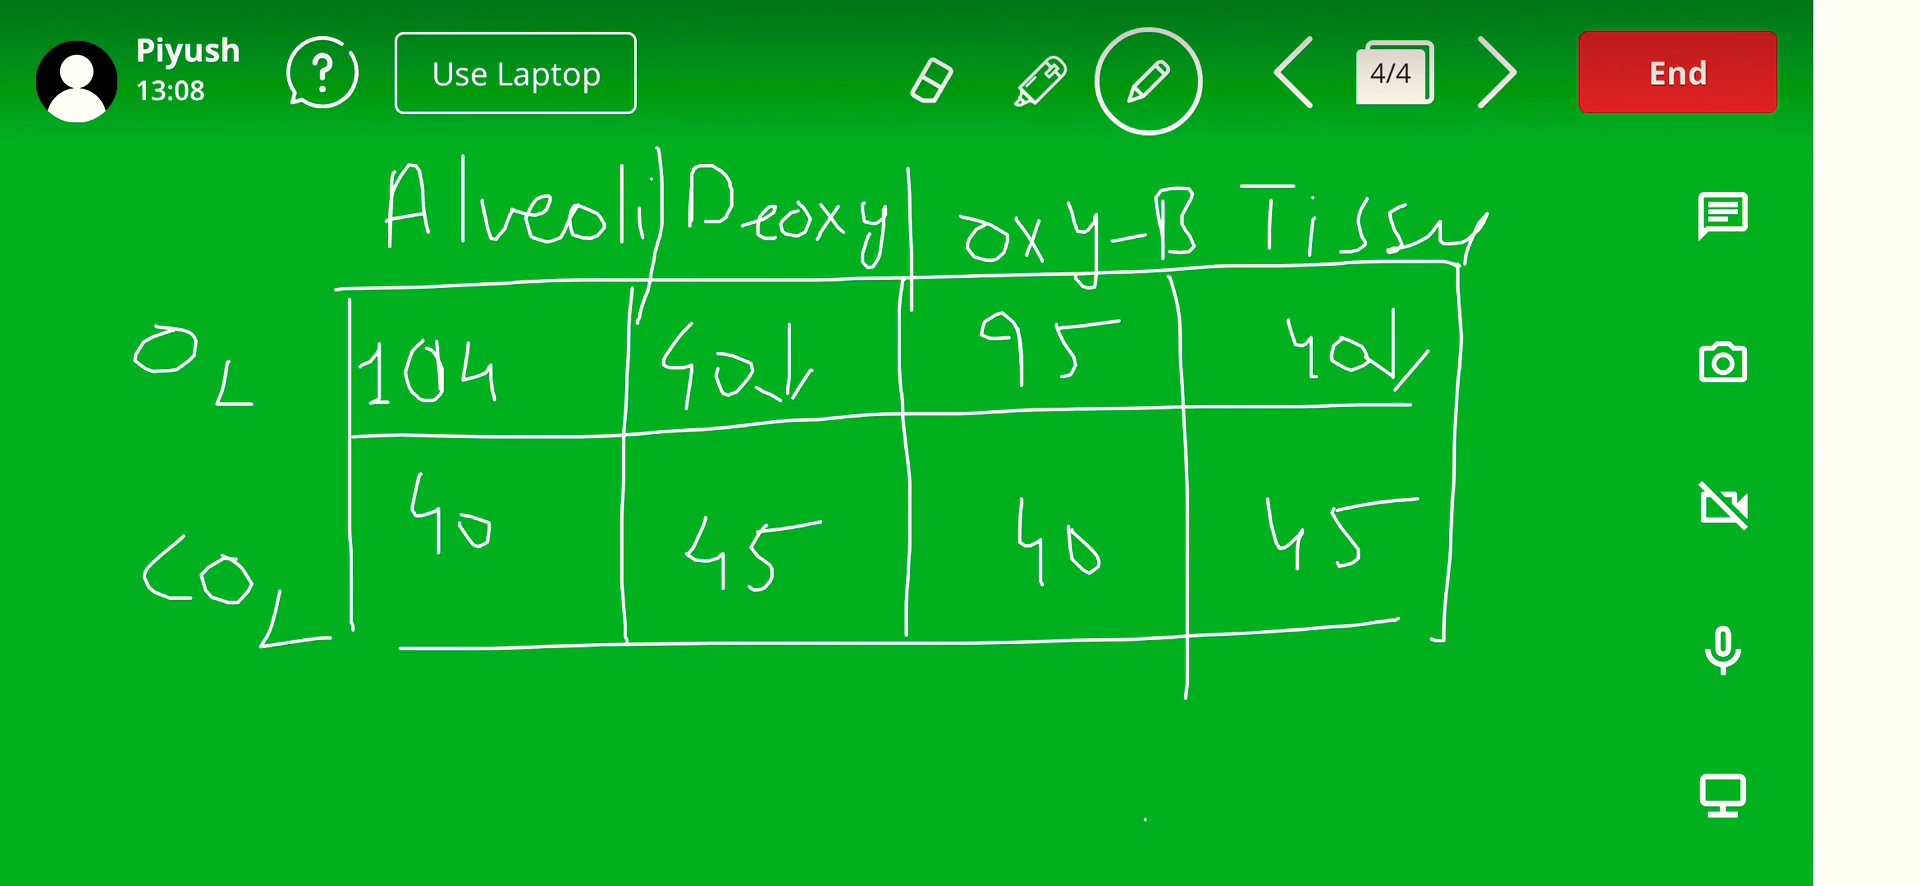 Piyush
13:08
?
Use Laptop
4/4
End
Alveoli Deoxy oxy-B Tissu
O2 104 40↓ 95 40↓
CO2 40 45 40 45